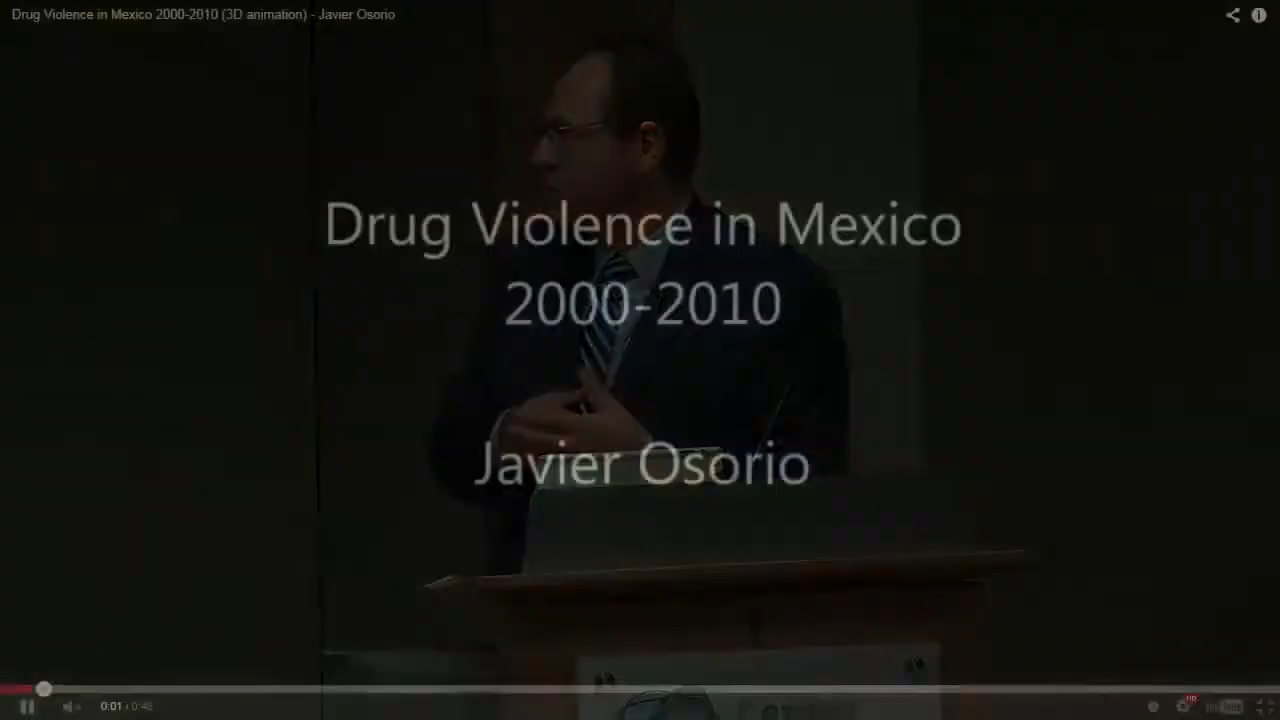 Drug Violence in Mexico 2000-2010 (3D animation) - Javier Osorio
Drug Violence in Mexico
2000-2010
Javier Osorio
0:01 / 0:48
HD